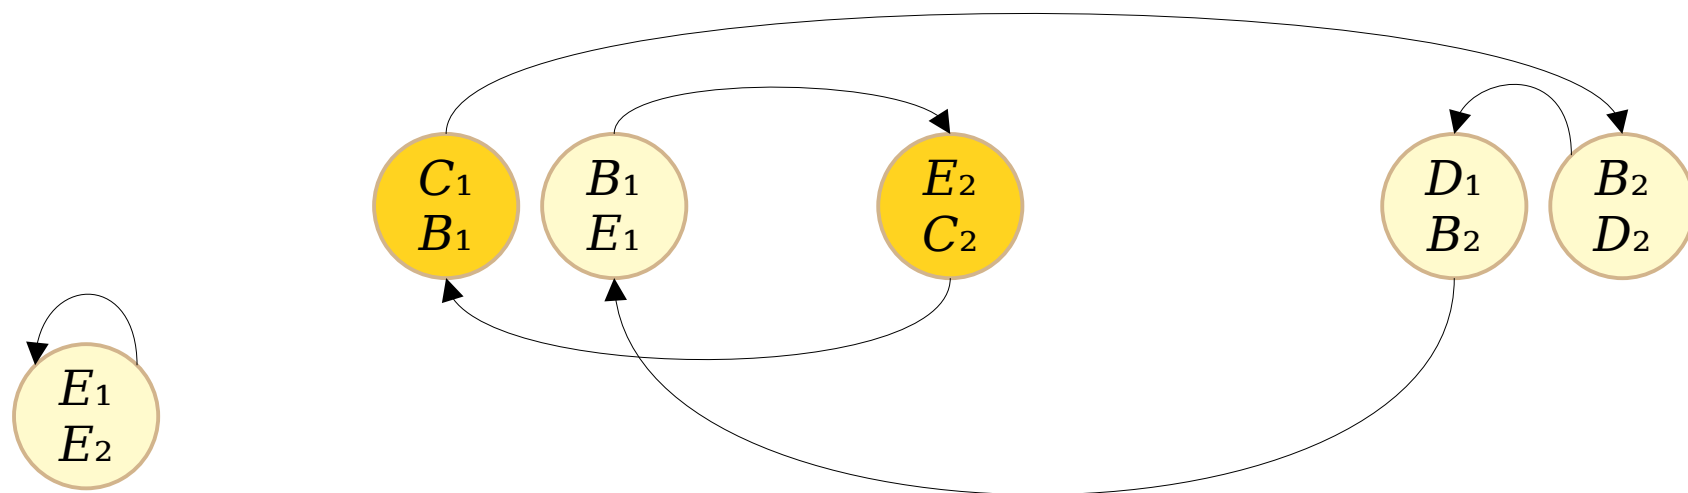 C₁
B₁
B₁
E₁
E₂
C₂
D₁
B₂
B₂
D₂
E₁
E₂